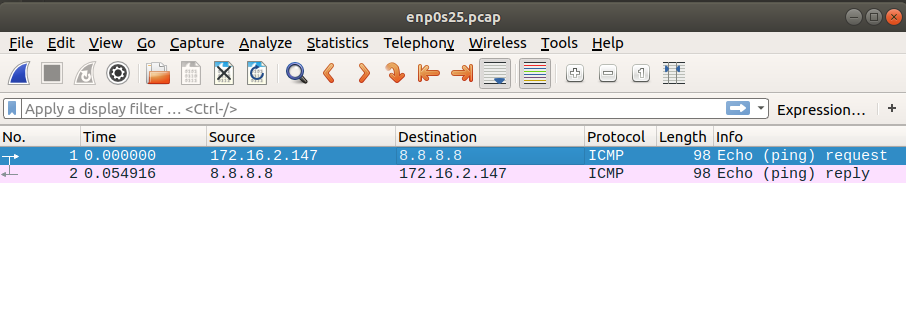 enp0s25.pcap
File Edit View Go Capture Analyze Statistics Telephony Wireless Tools Help
Apply a display filter … <Ctrl-/> Expression… +
No. Time Source Destination Protocol Length Info
1 0.000000 172.16.2.147 8.8.8.8 ICMP 98 Echo (ping) request
2 0.054916 8.8.8.8 172.16.2.147 ICMP 98 Echo (ping) reply